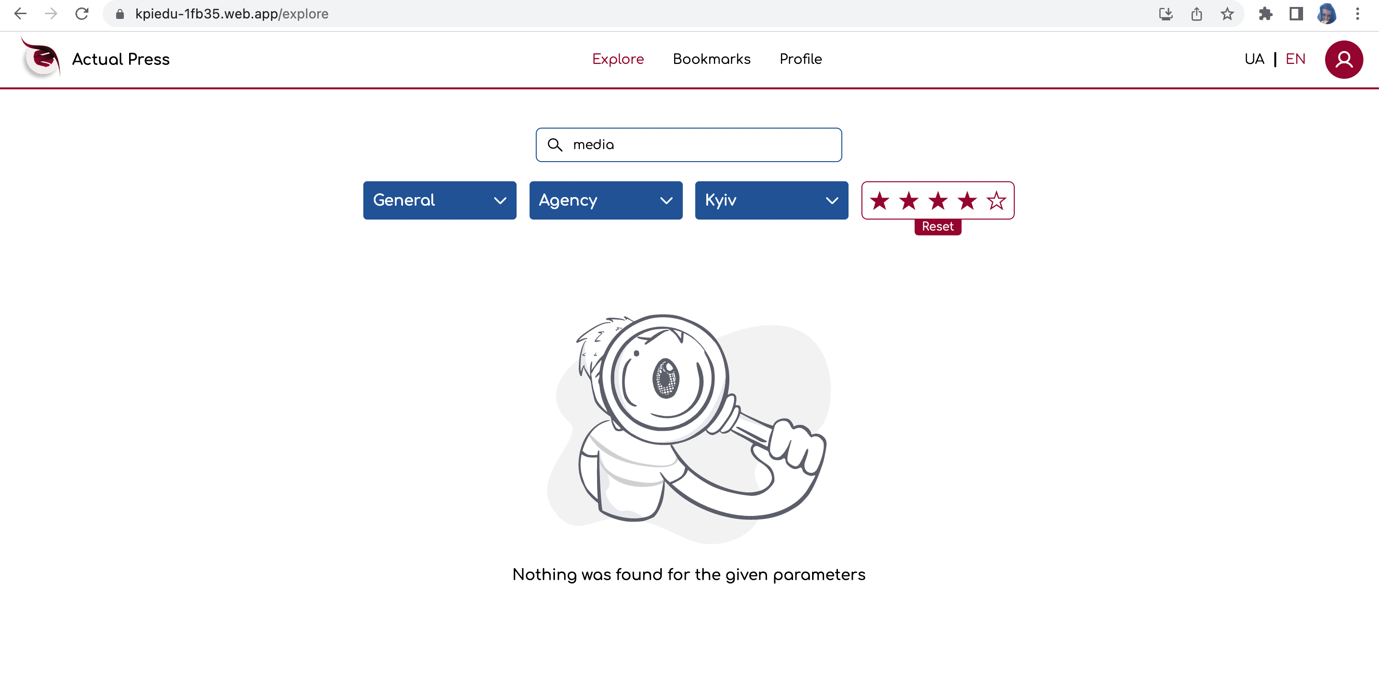 kpiedu-1fb35.web.app/explore
Actual Press
Explore Bookmarks Profile
UA | EN
media
General Agency Kyiv
Reset
Nothing was found for the given parameters